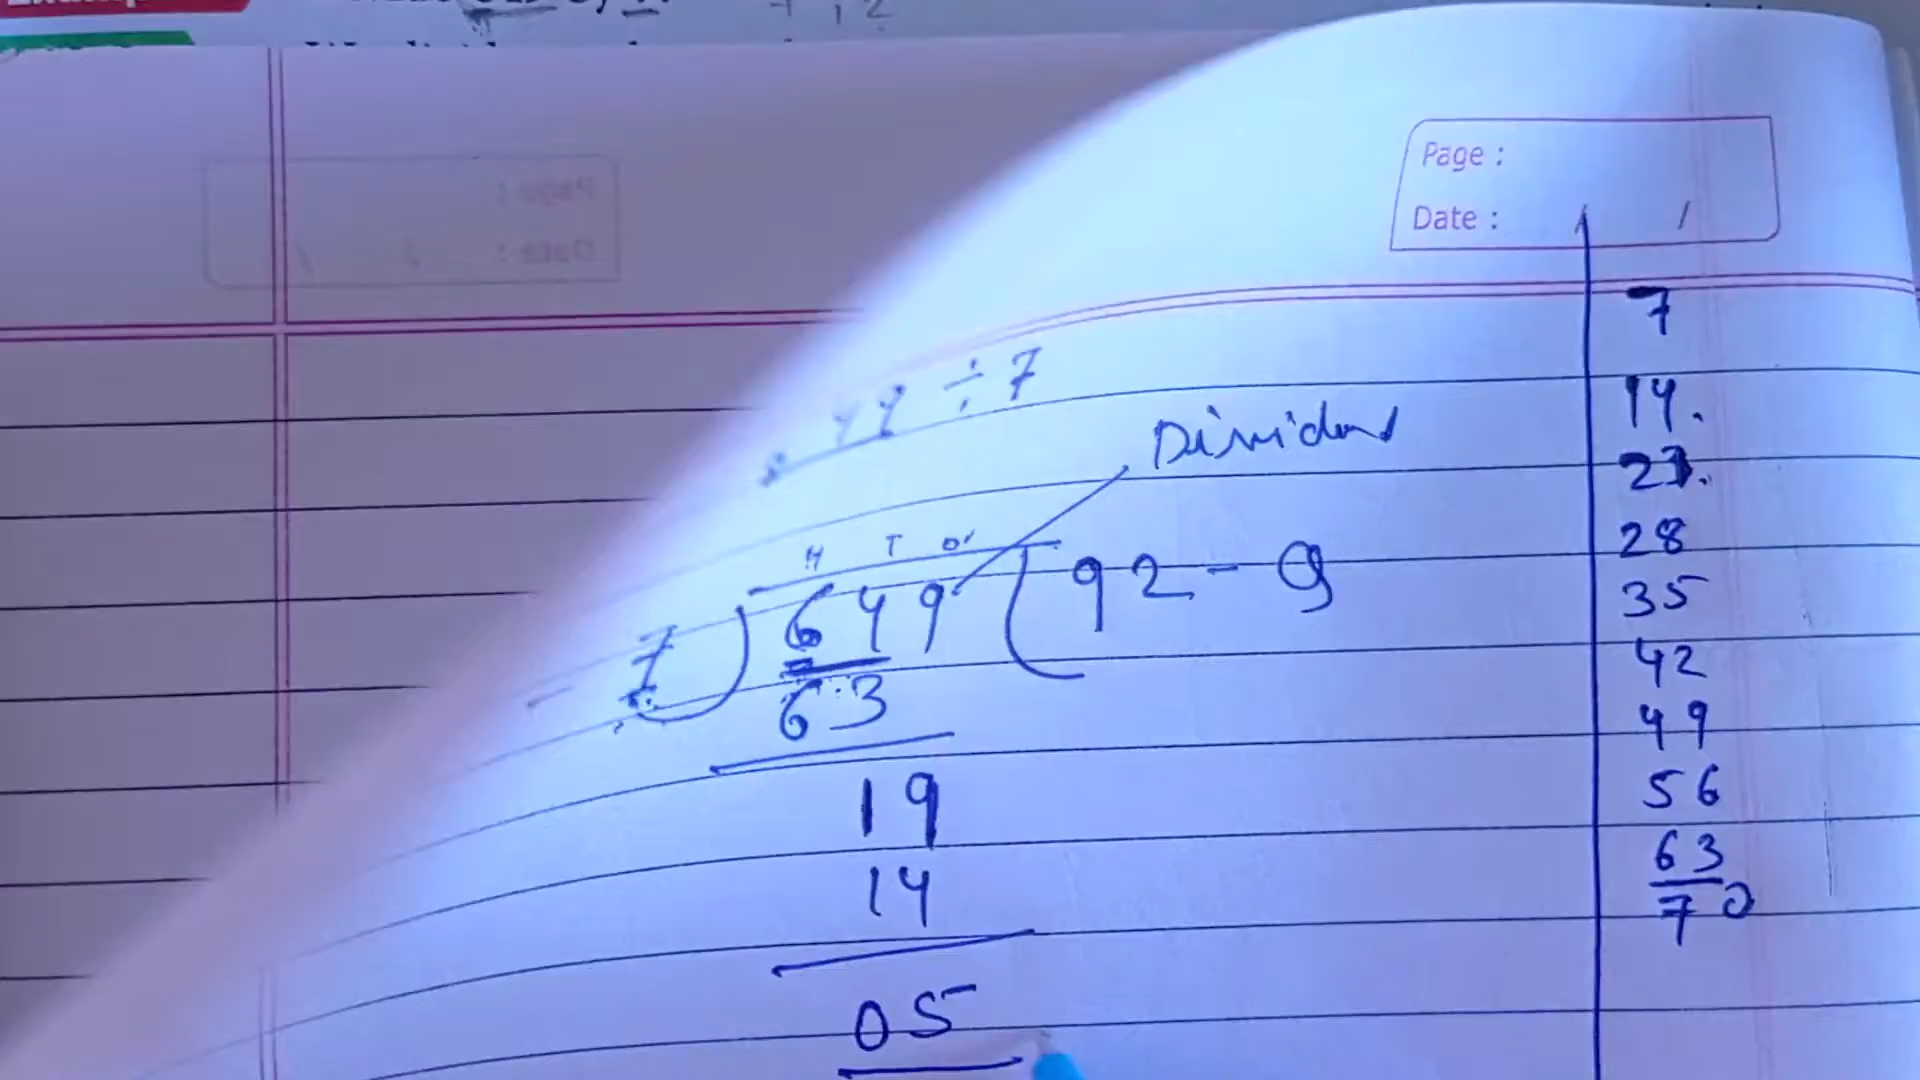 Page :
Date : / /
49 ÷ 7
Dividend
H T O
7 ) 649 ( 92 - Q
63
19
14
05
7
14.
21.
28
35
42
49
56
63
70